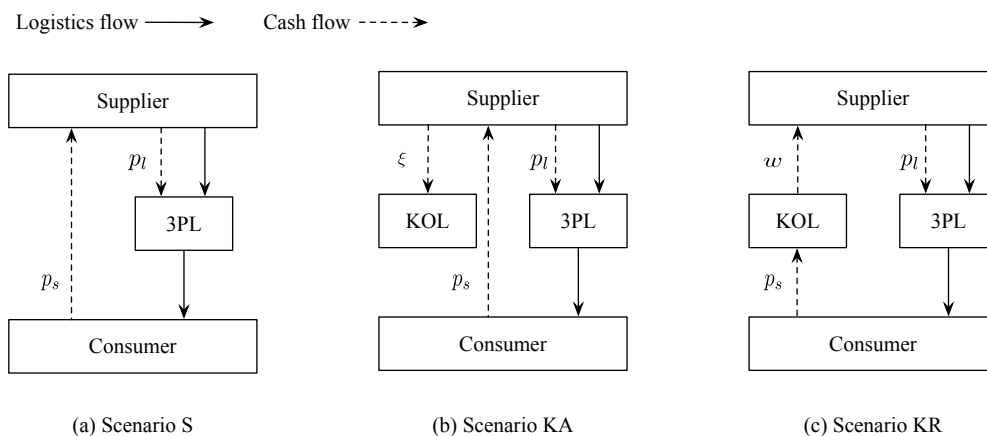 Logistics flow Cash flow
Supplier
p_l
3PL
p_s
Consumer
(a) Scenario S
Supplier
ξ p_l
KOL 3PL
p_s
Consumer
(b) Scenario KA
Supplier
w p_l
KOL 3PL
p_s
Consumer
(c) Scenario KR